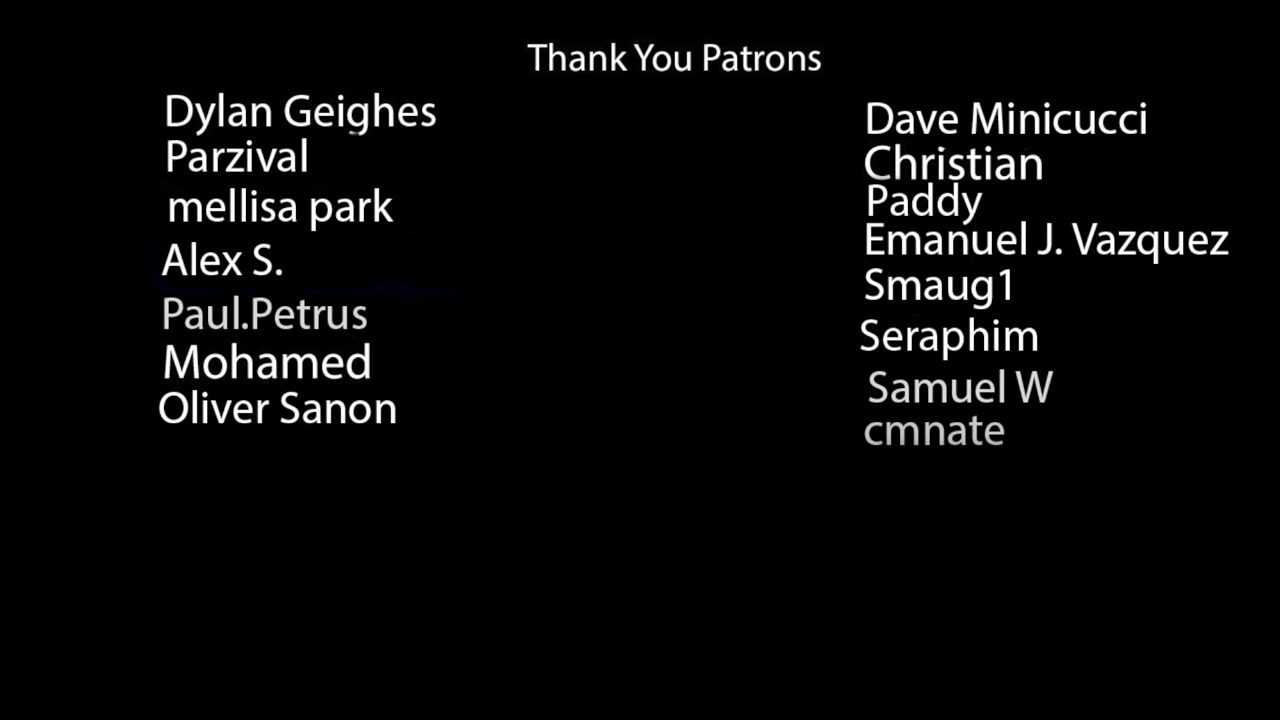 Thank You Patrons
Dylan Geighes
Parzival
mellisa park
Alex S.
Paul.Petrus
Mohamed
Oliver Sanon
Dave Minicucci
Christian
Paddy
Emanuel J. Vazquez
Smaug1
Seraphim
Samuel W
cmnate